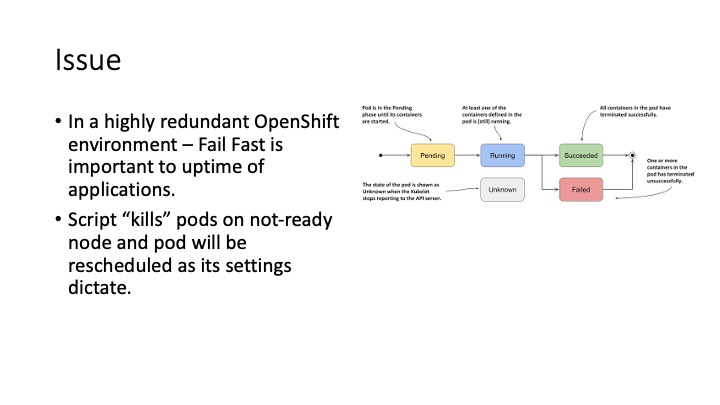 Issue
• In a highly redundant OpenShift
environment – Fail Fast is
important to uptime of
applications.
• Script “kills” pods on not-ready
node and pod will be
rescheduled as its settings
dictate.
Pod is in the Pending
phase until its containers
are started.
At least one of the
containers defined in the
pod is (still) running.
All containers in the pod have
terminated successfully.
Pending
Running
Succeeded
One or more
containers in the
pod has terminated
unsuccessfully.
The state of the pod is shown as
Unknown when the Kubelet
stops reporting to the API server.
Unknown
Failed